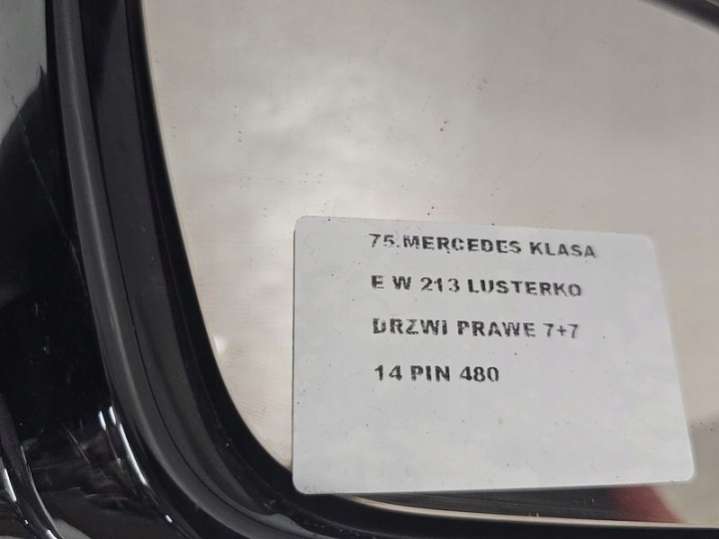 75.MERCEDES KLASA
E W 213 LUSTERKO
DRZWI PRAWE 7+7
14 PIN 480